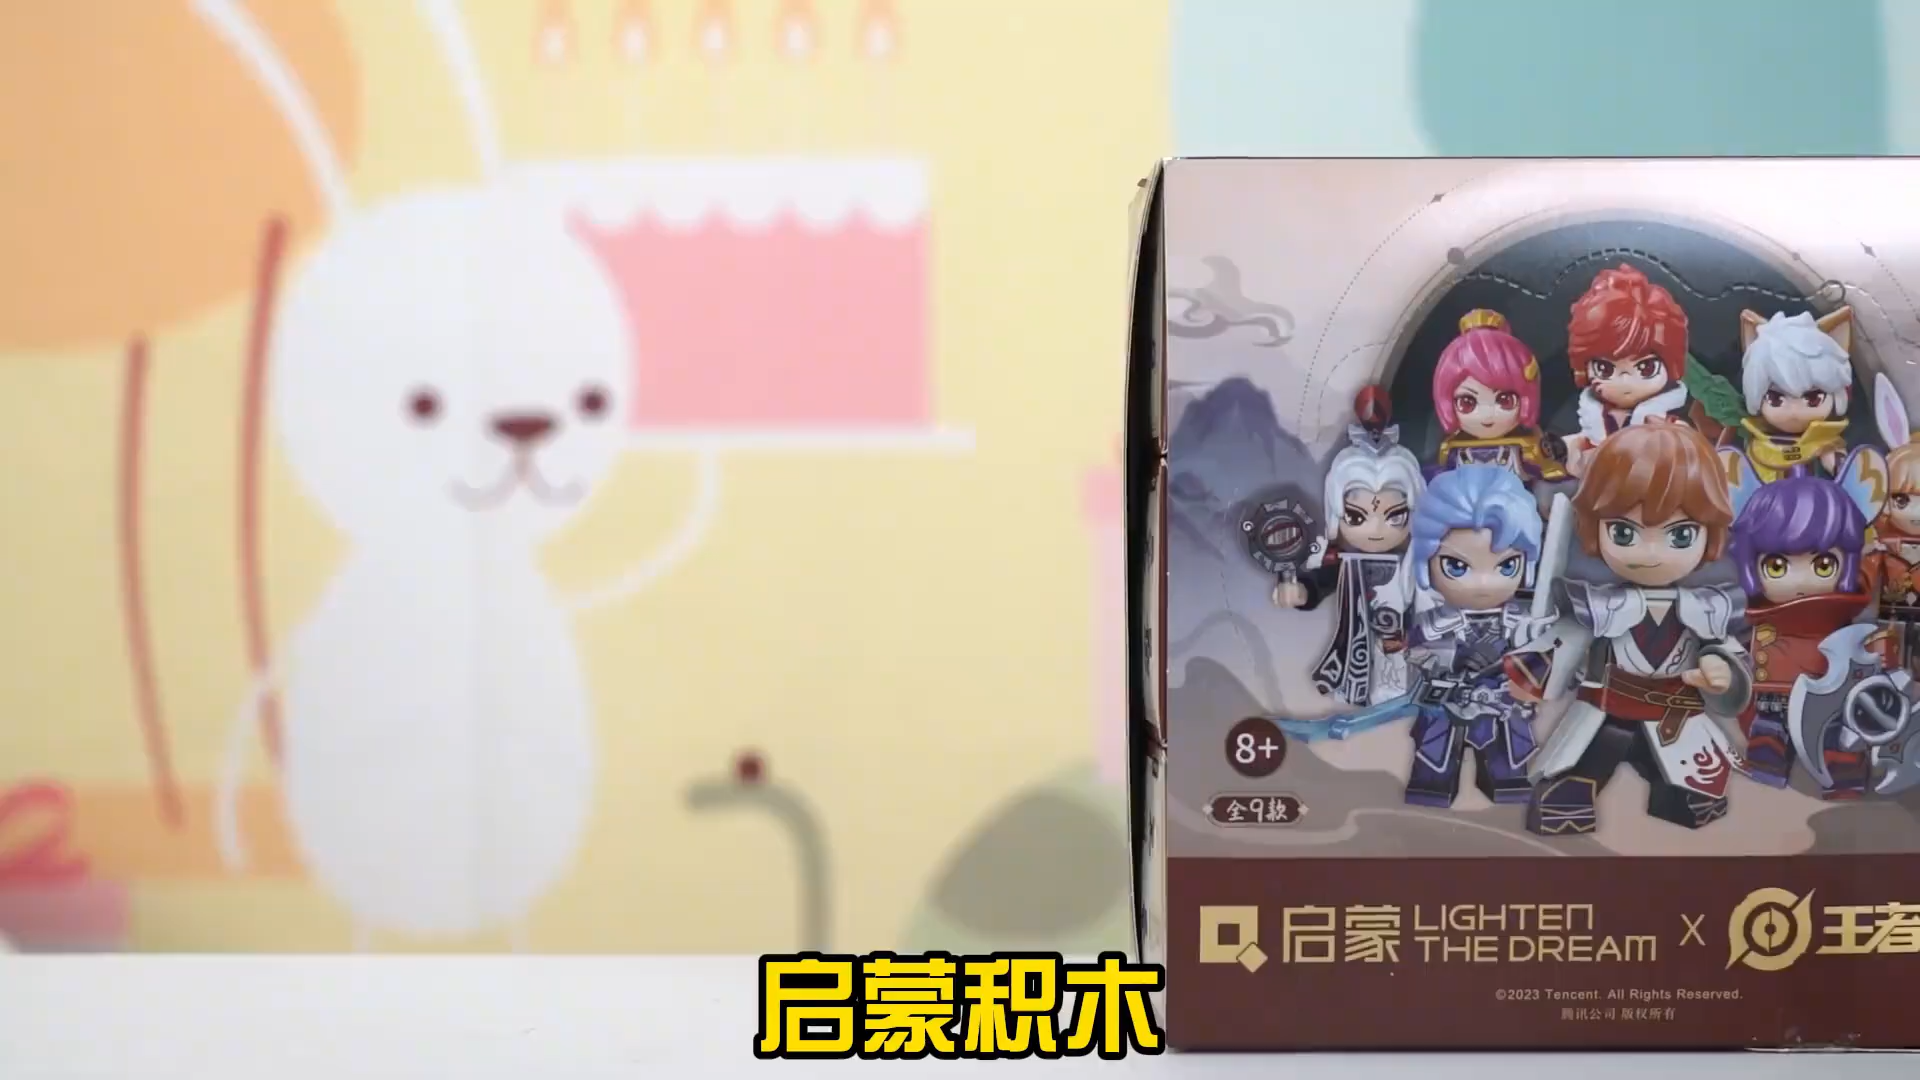 8+
全9款
启蒙 LIGHTEN THE DREAM X 王者
©2023 Tencent. All Rights Reserved.
腾讯公司 版权所有
启蒙积木